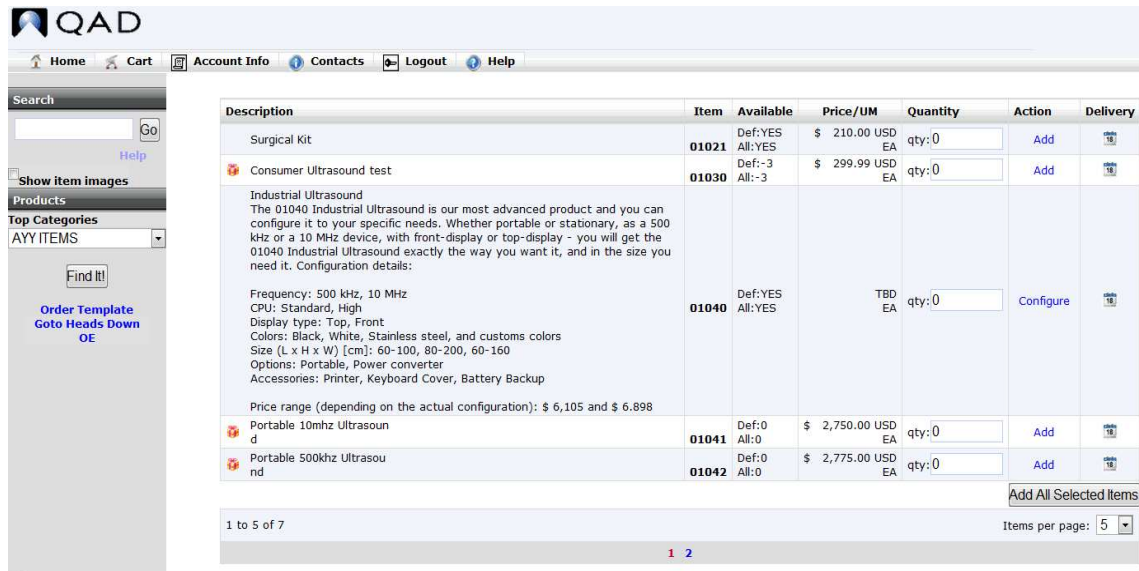 QAD
Home Cart Account Info Contacts Logout Help
Search
Go
Help
Show item images
Products
Top Categories
AYY ITEMS
Find It!
Order Template
Goto Heads Down
OE
Description Item Available Price/UM Quantity Action Delivery
Surgical Kit 01021 Def:YES All:YES $ 210.00 USD EA qty: 0 Add 18
Consumer Ultrasound test 01030 Def:-3 All:-3 $ 299.99 USD EA qty: 0 Add 18
Industrial Ultrasound
The 01040 Industrial Ultrasound is our most advanced product and you can
configure it to your specific needs. Whether portable or stationary, as a 500
kHz or a 10 MHz device, with front-display or top-display - you will get the
01040 Industrial Ultrasound exactly the way you want it, and in the size you
need it. Configuration details:
Frequency: 500 kHz, 10 MHz
CPU: Standard, High
Display type: Top, Front
Colors: Black, White, Stainless steel, and customs colors
Size (L x H x W) [cm]: 60-100, 80-200, 60-160
Options: Portable, Power converter
Accessories: Printer, Keyboard Cover, Battery Backup
Price range (depending on the actual configuration): $ 6,105 and $ 6.898
01040 Def:YES All:YES TBD EA qty: 0 Configure 18
Portable 10mhz Ultrasoun
d
01041 Def:0 All:0 $ 2,750.00 USD EA qty: 0 Add 18
Portable 500khz Ultrasou
nd
01042 Def:0 All:0 $ 2,775.00 USD EA qty: 0 Add 18
Add All Selected Items
1 to 5 of 7 Items per page: 5
1 2